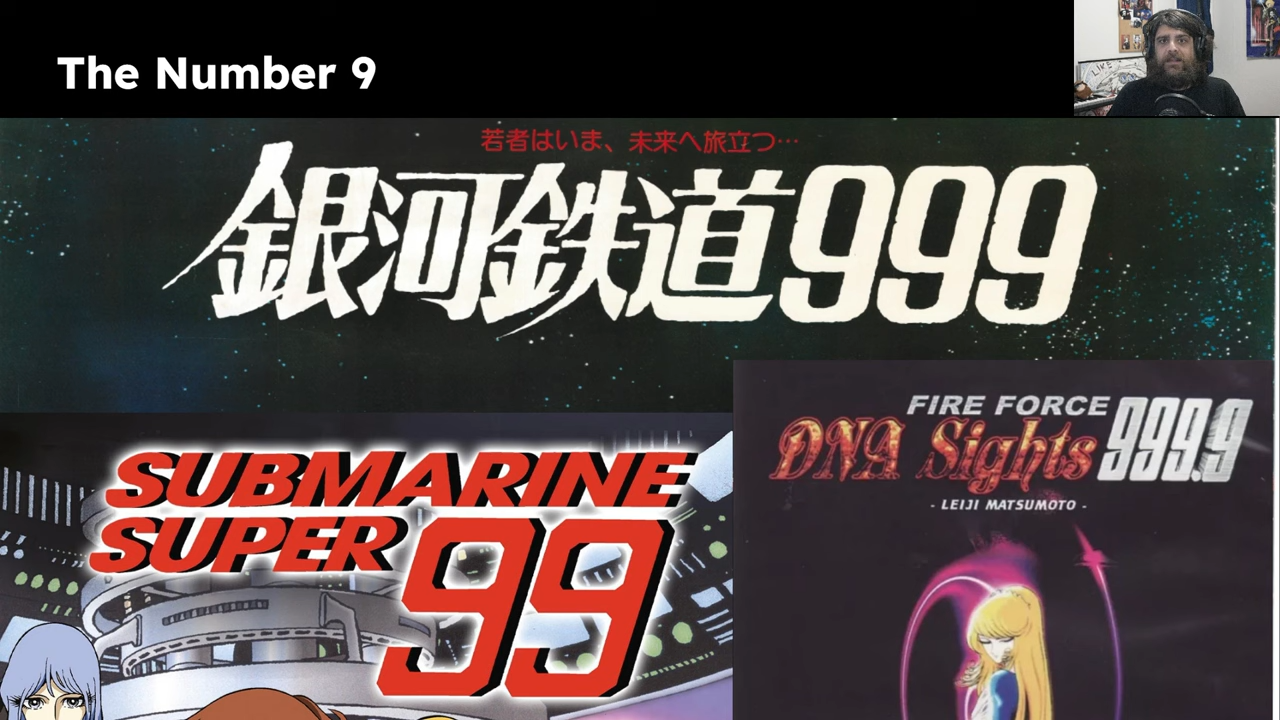 The Number 9
LIVE
若者はいま、未来へ旅立つ…
銀河鉄道999
FIRE FORCE
DNA Sights 999.9
- LEIJI MATSUMOTO -
SUBMARINE
SUPER 99